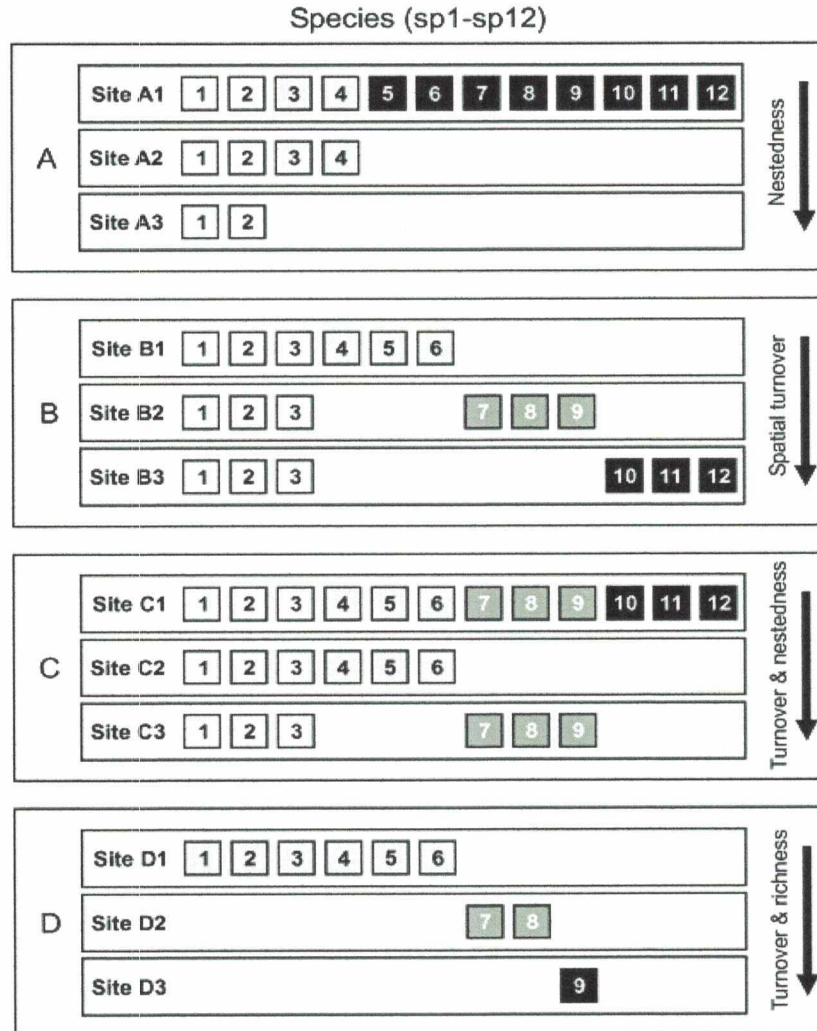 Species (sp1-sp12)
A
Site A1 1 2 3 4 5 6 7 8 9 10 11 12
Site A2 1 2 3 4
Site A3 1 2
Nestedness
B
Site B1 1 2 3 4 5 6
Site B2 1 2 3 7 8 9
Site B3 1 2 3 10 11 12
Spatial turnover
C
Site C1 1 2 3 4 5 6 7 8 9 10 11 12
Site C2 1 2 3 4 5 6
Site C3 1 2 3 7 8 9
Turnover & nestedness
D
Site D1 1 2 3 4 5 6
Site D2 7 8
Site D3 9
Turnover & richness